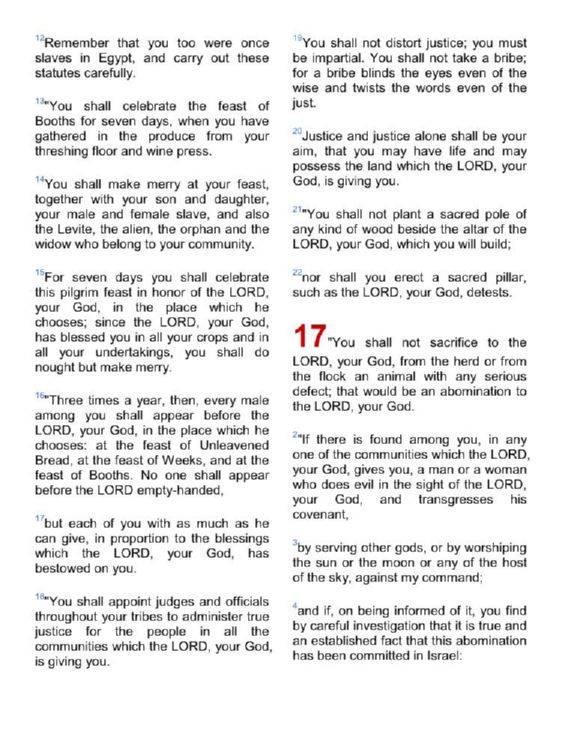 12Remember that you too were once
slaves in Egypt, and carry out these
statutes carefully.
13"You shall celebrate the feast of
Booths for seven days, when you have
gathered in the produce from your
threshing floor and wine press.
14You shall make merry at your feast,
together with your son and daughter,
your male and female slave, and also
the Levite, the alien, the orphan and the
widow who belong to your community.
15For seven days you shall celebrate
this pilgrim feast in honor of the LORD,
your God, in the place which he
chooses; since the LORD, your God,
has blessed you in all your crops and in
all your undertakings, you shall do
nought but make merry.
16"Three times a year, then, every male
among you shall appear before the
LORD, your God, in the place which he
chooses: at the feast of Unleavened
Bread, at the feast of Weeks, and at the
feast of Booths. No one shall appear
before the LORD empty-handed,
17but each of you with as much as he
can give, in proportion to the blessings
which the LORD, your God, has
bestowed on you.
18"You shall appoint judges and officials
throughout your tribes to administer true
justice for the people in all the
communities which the LORD, your God,
is giving you.
19You shall not distort justice; you must
be impartial. You shall not take a bribe;
for a bribe blinds the eyes even of the
wise and twists the words even of the
just.
20Justice and justice alone shall be your
aim, that you may have life and may
possess the land which the LORD, your
God, is giving you.
21"You shall not plant a sacred pole of
any kind of wood beside the altar of the
LORD, your God, which you will build;
22nor shall you erect a sacred pillar,
such as the LORD, your God, detests.
17"You shall not sacrifice to the
LORD, your God, from the herd or from
the flock an animal with any serious
defect; that would be an abomination to
the LORD, your God.
2"If there is found among you, in any
one of the communities which the LORD,
your God, gives you, a man or a woman
who does evil in the sight of the LORD,
your God, and transgresses his
covenant,
3by serving other gods, or by worshiping
the sun or the moon or any of the host
of the sky, against my command;
4and if, on being informed of it, you find
by careful investigation that it is true and
an established fact that this abomination
has been committed in Israel: